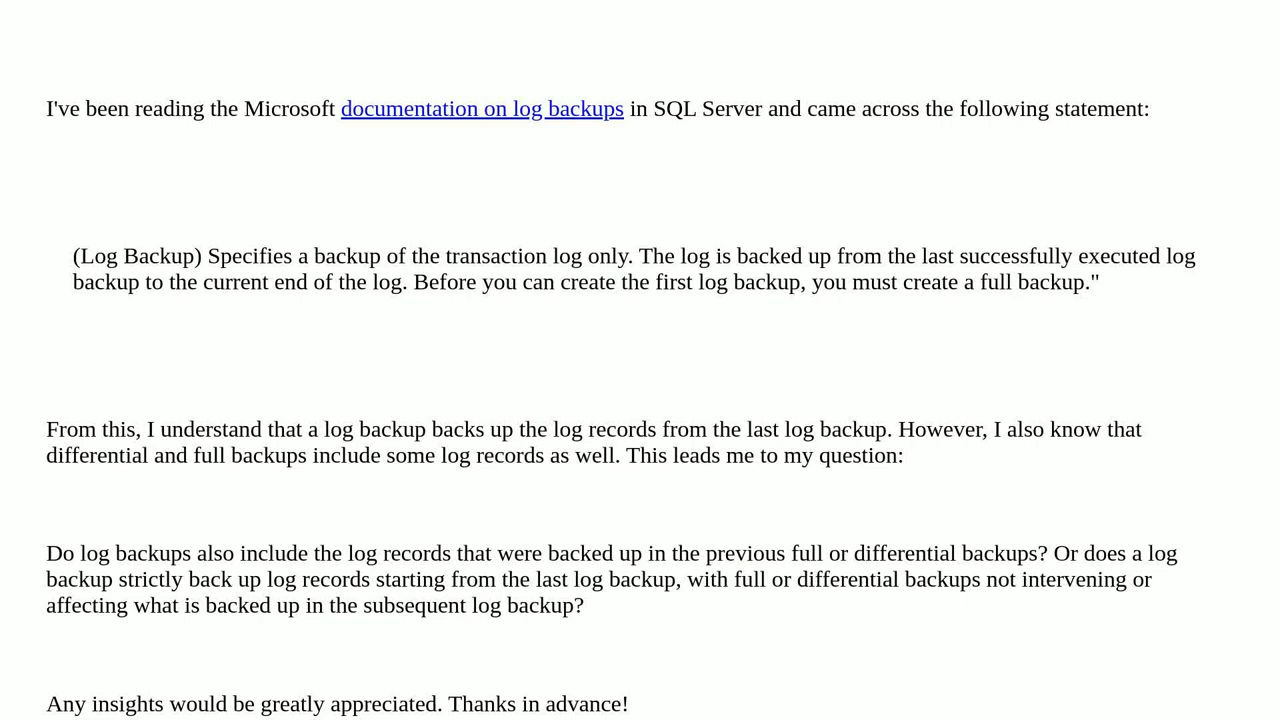 I've been reading the Microsoft documentation on log backups in SQL Server and came across the following statement:
(Log Backup) Specifies a backup of the transaction log only. The log is backed up from the last successfully executed log
backup to the current end of the log. Before you can create the first log backup, you must create a full backup."
From this, I understand that a log backup backs up the log records from the last log backup. However, I also know that
differential and full backups include some log records as well. This leads me to my question:
Do log backups also include the log records that were backed up in the previous full or differential backups? Or does a log
backup strictly back up log records starting from the last log backup, with full or differential backups not intervening or
affecting what is backed up in the subsequent log backup?
Any insights would be greatly appreciated. Thanks in advance!